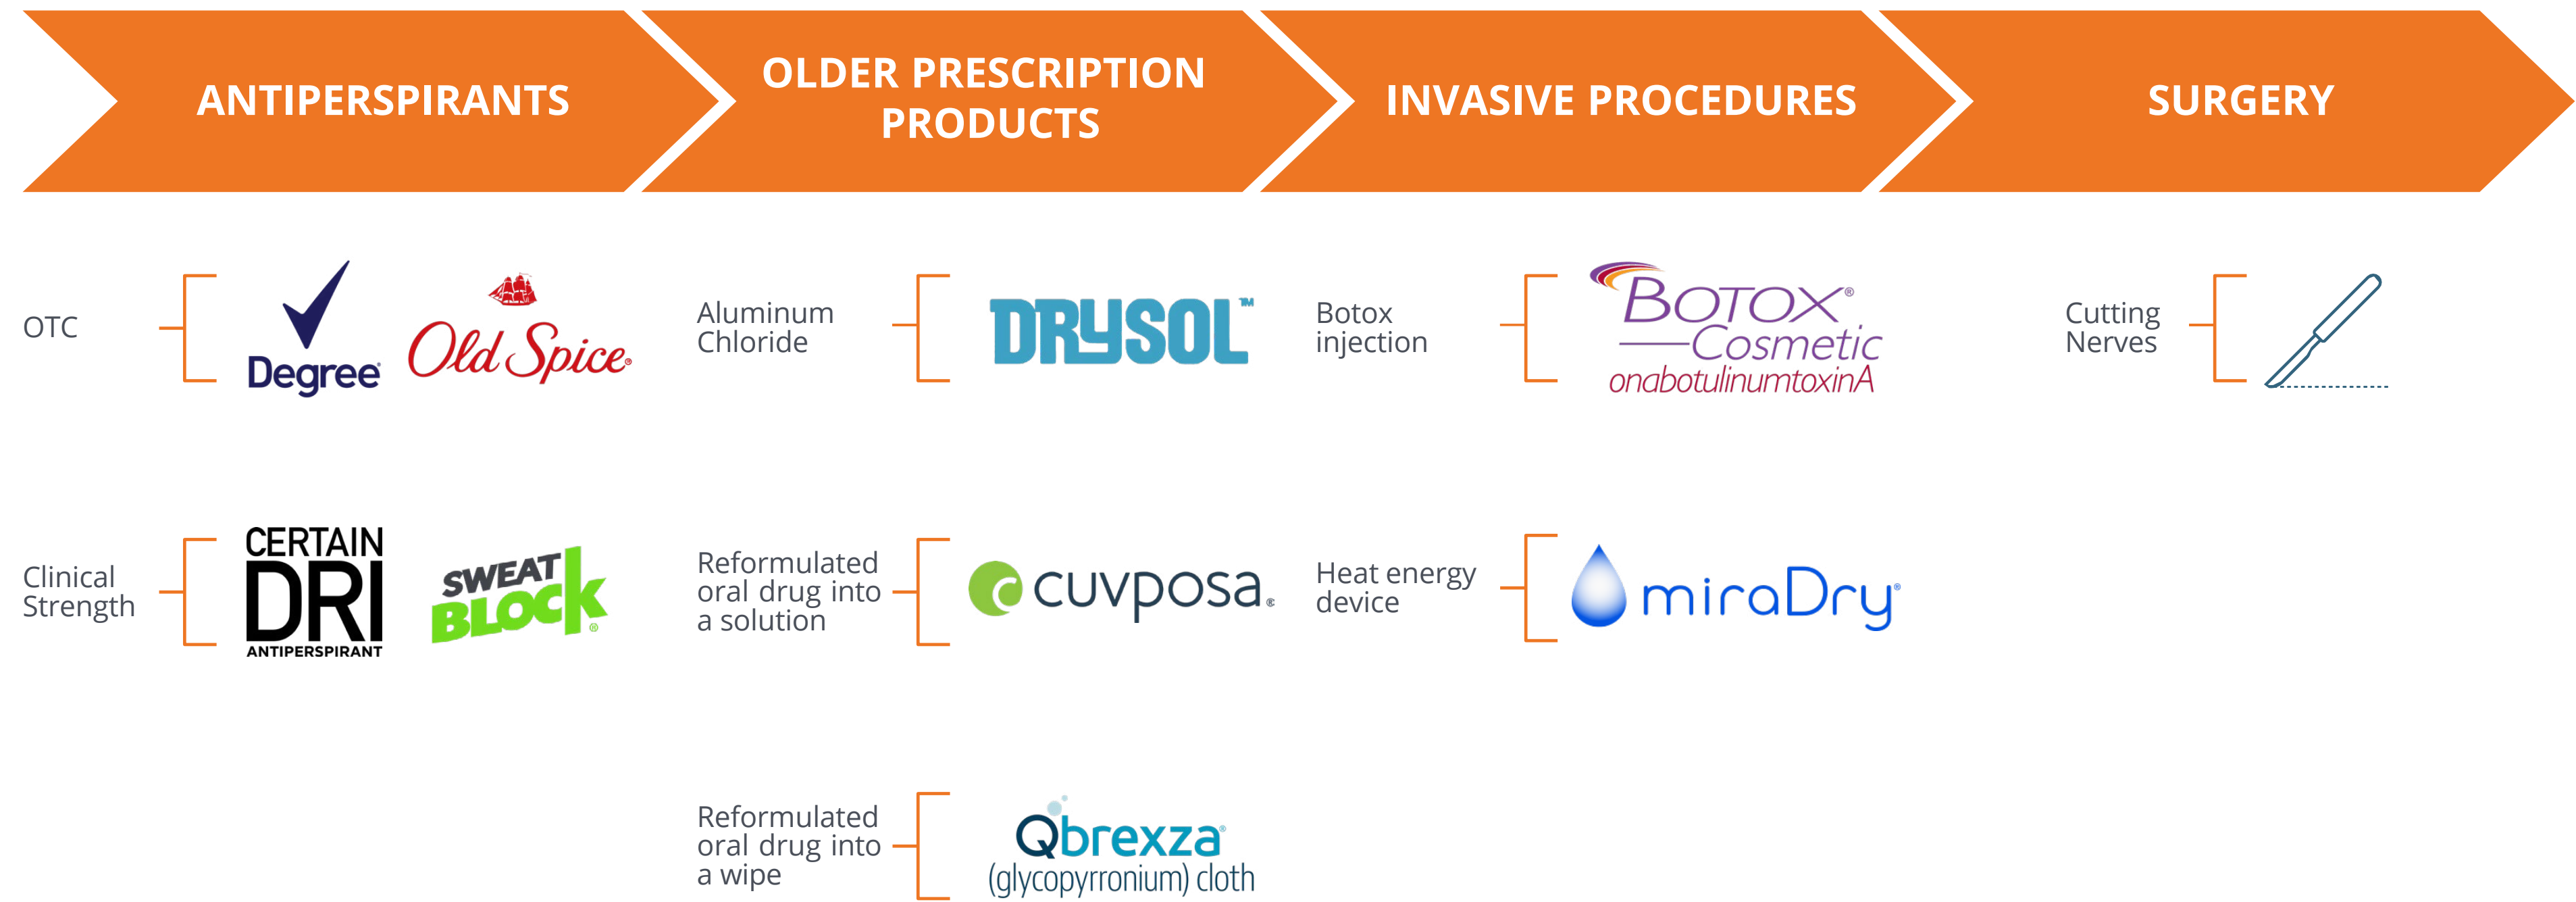 ANTIPERSPIRANTS
OLDER PRESCRIPTION
PRODUCTS
INVASIVE PROCEDURES
SURGERY
OTC
Degree®
Old Spice®
Clinical
Strength
CERTAIN
DRI
ANTIPERSPIRANT
SWEAT
BLOCK®
Aluminum
Chloride
DRYSOL™
Reformulated
oral drug into
a solution
cuvposa®
Reformulated
oral drug into
a wipe
Qbrexza®
(glycopyrronium) cloth
Botox
injection
BOTOX®
Cosmetic
onabotulinumtoxinA
Heat energy
device
miraDry®
Cutting
Nerves